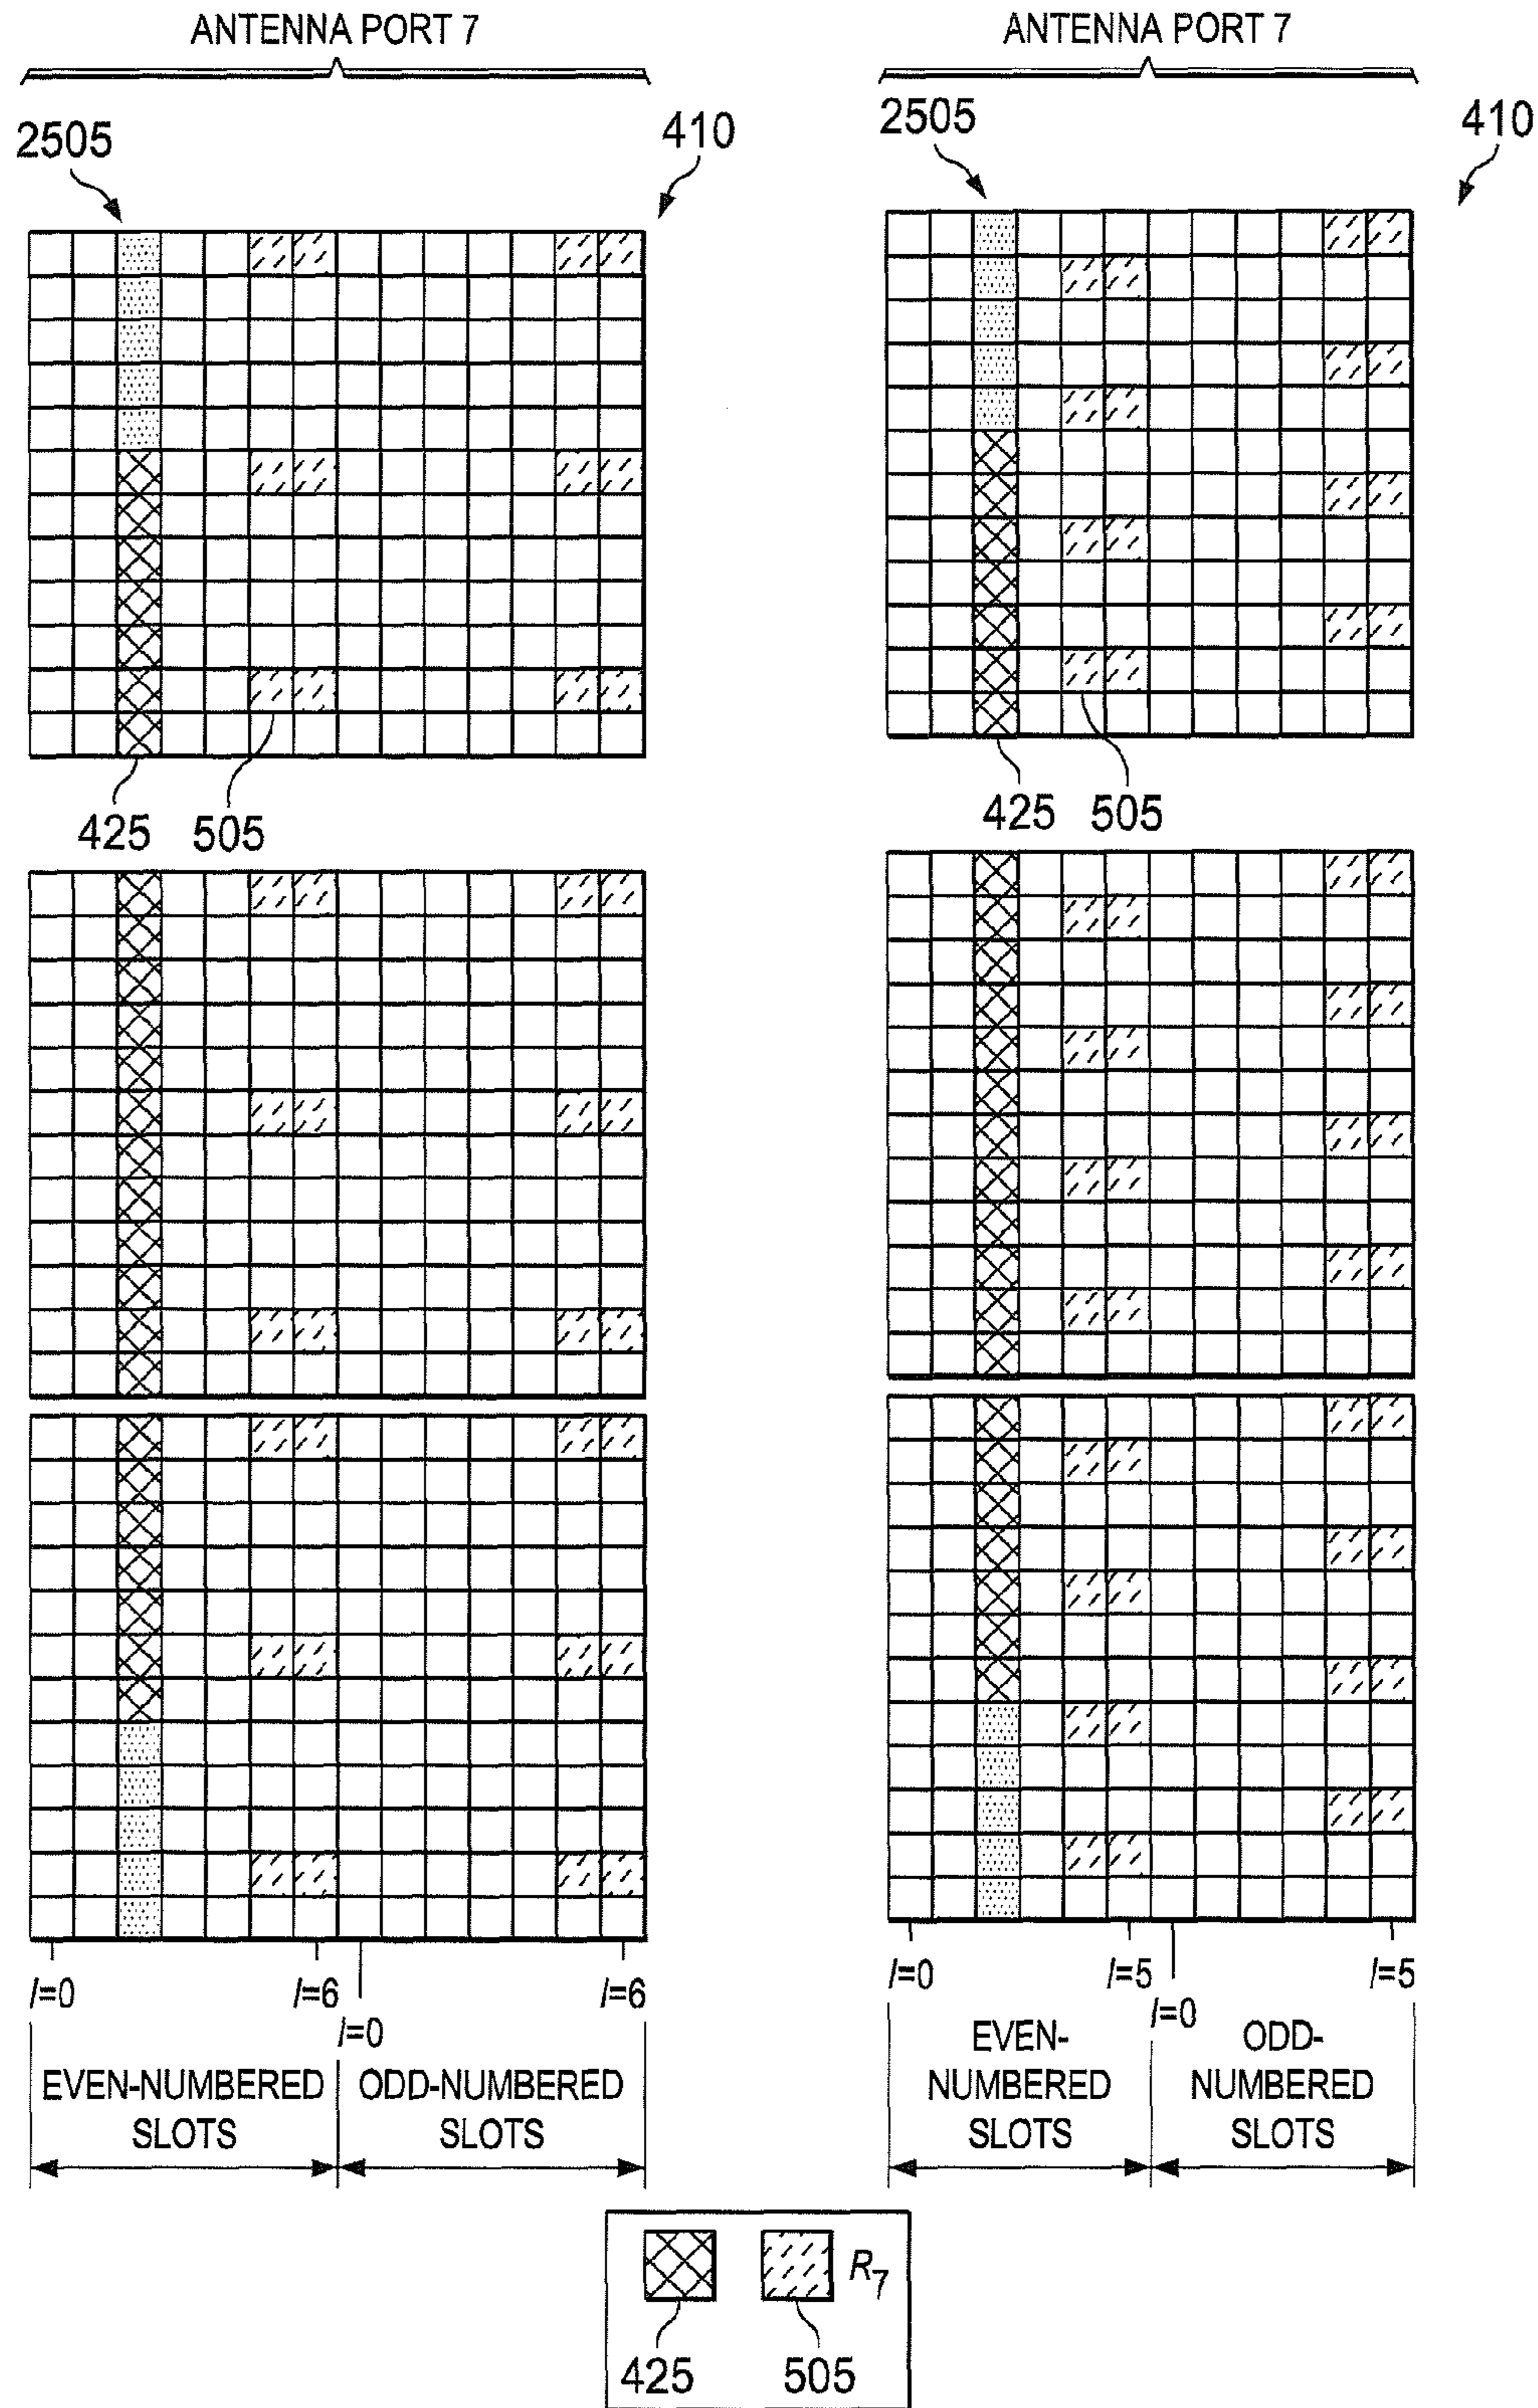 ANTENNA PORT 7
ANTENNA PORT 7
2505
410
2505
410
425
505
425
505
l=0
l=6
l=0
l=6
l=0
l=5
l=0
l=5
EVEN-NUMBERED
SLOTS
ODD-NUMBERED
SLOTS
EVEN-
NUMBERED
SLOTS
ODD-
NUMBERED
SLOTS
R7
425
505